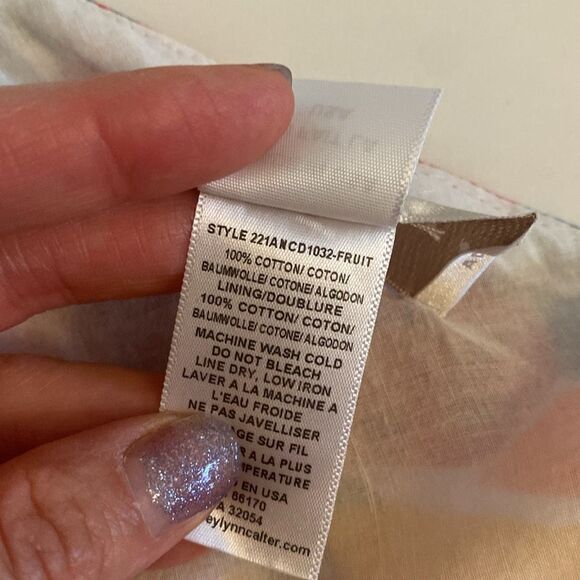 STYLE 221ANCD1032-FRUIT
100% COTTON/ COTON/
BAUMWOLLE/ COTONE/ ALGODON
LINING/DOUBLURE
100% COTTON/ COTON/
BAUMWOLLE/ COTONE/ ALGODON
MACHINE WASH COLD
DO NOT BLEACH
LINE DRY, LOW IRON
LAVER A LA MACHINE A
L'EAU FROIDE
NE PAS JAVELLISER
GE SUR FIL
R A LA PLUS
EMPERATURE
EN USA
86170
A 32054
eylynncalter.com